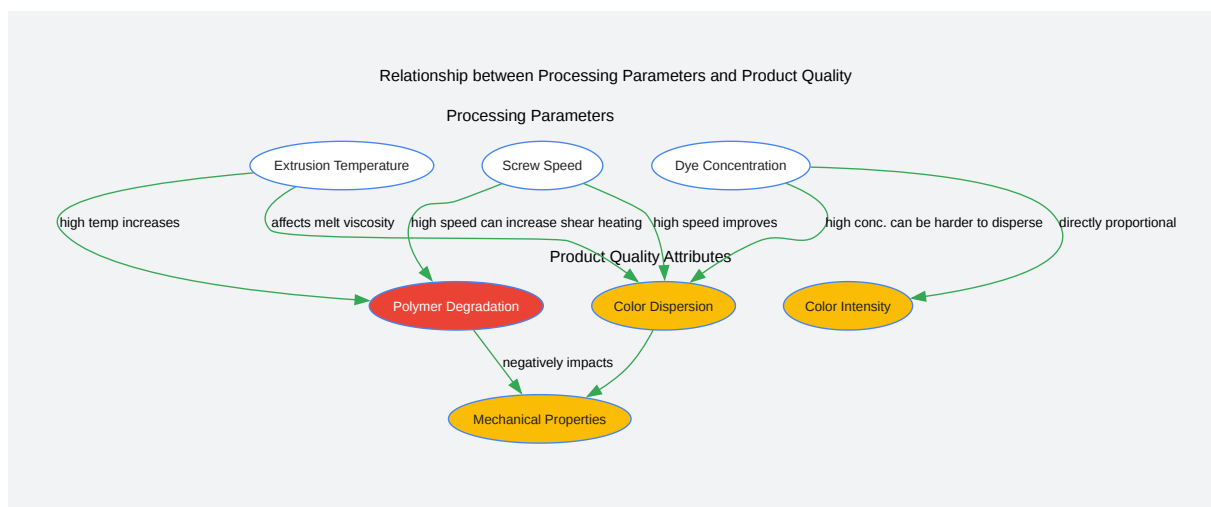 Relationship between Processing Parameters and Product Quality
Processing Parameters
Extrusion Temperature
Screw Speed
Dye Concentration
high temp increases
affects melt viscosity
high speed can increase shear heating
high speed improves
high conc. can be harder to disperse
directly proportional
Product Quality Attributes
Polymer Degradation
Color Dispersion
Color Intensity
negatively impacts
Mechanical Properties